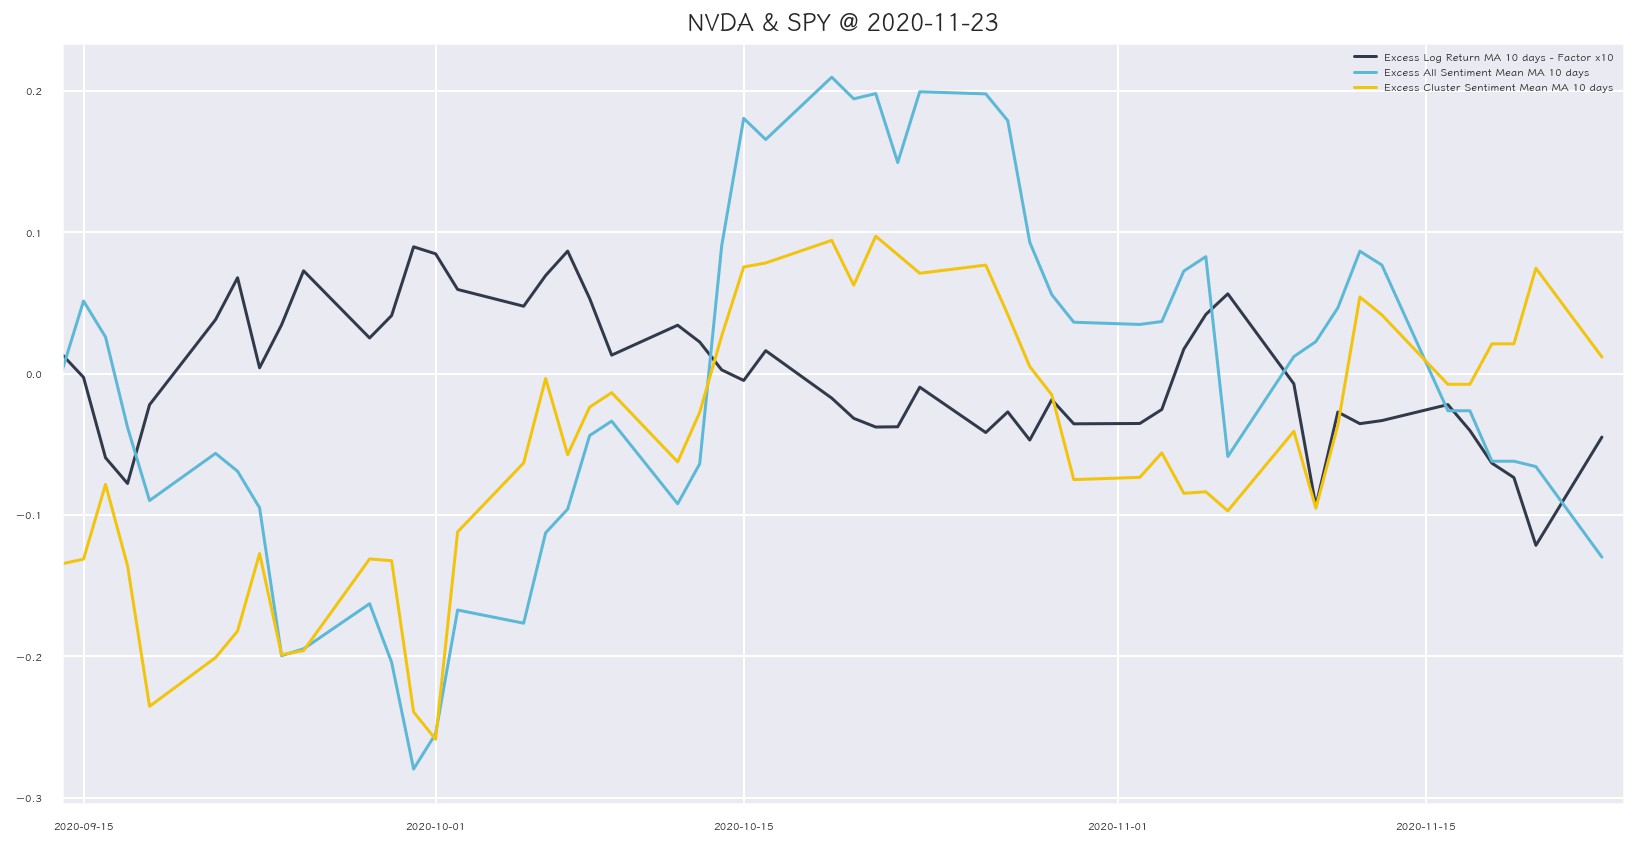 NVDA & SPY @ 2020-11-23
Excess Log Return MA 10 days - Factor x10
Excess All Sentiment Mean MA 10 days
Excess Cluster Sentiment Mean MA 10 days
0.2
0.1
0.0
−0.1
−0.2
−0.3
2020-09-15 2020-10-01 2020-10-15 2020-11-01 2020-11-15